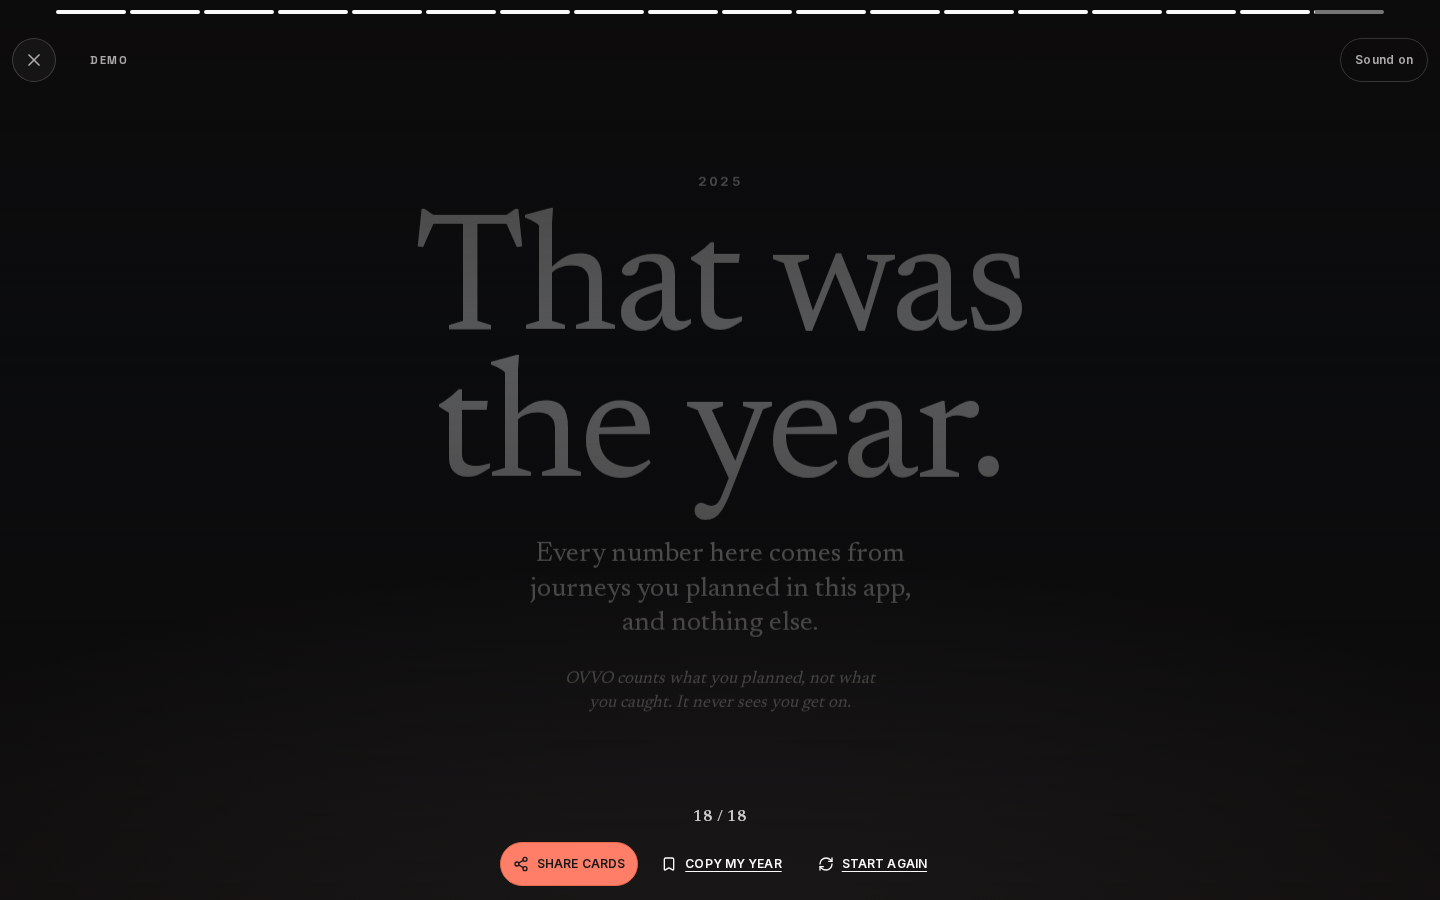 DEMO
Sound on
2025
That was
the year.
Every number here comes from
journeys you planned in this app,
and nothing else.
OVVO counts what you planned, not what
you caught. It never sees you get on.
18 / 18
SHARE CARDS
COPY MY YEAR
START AGAIN